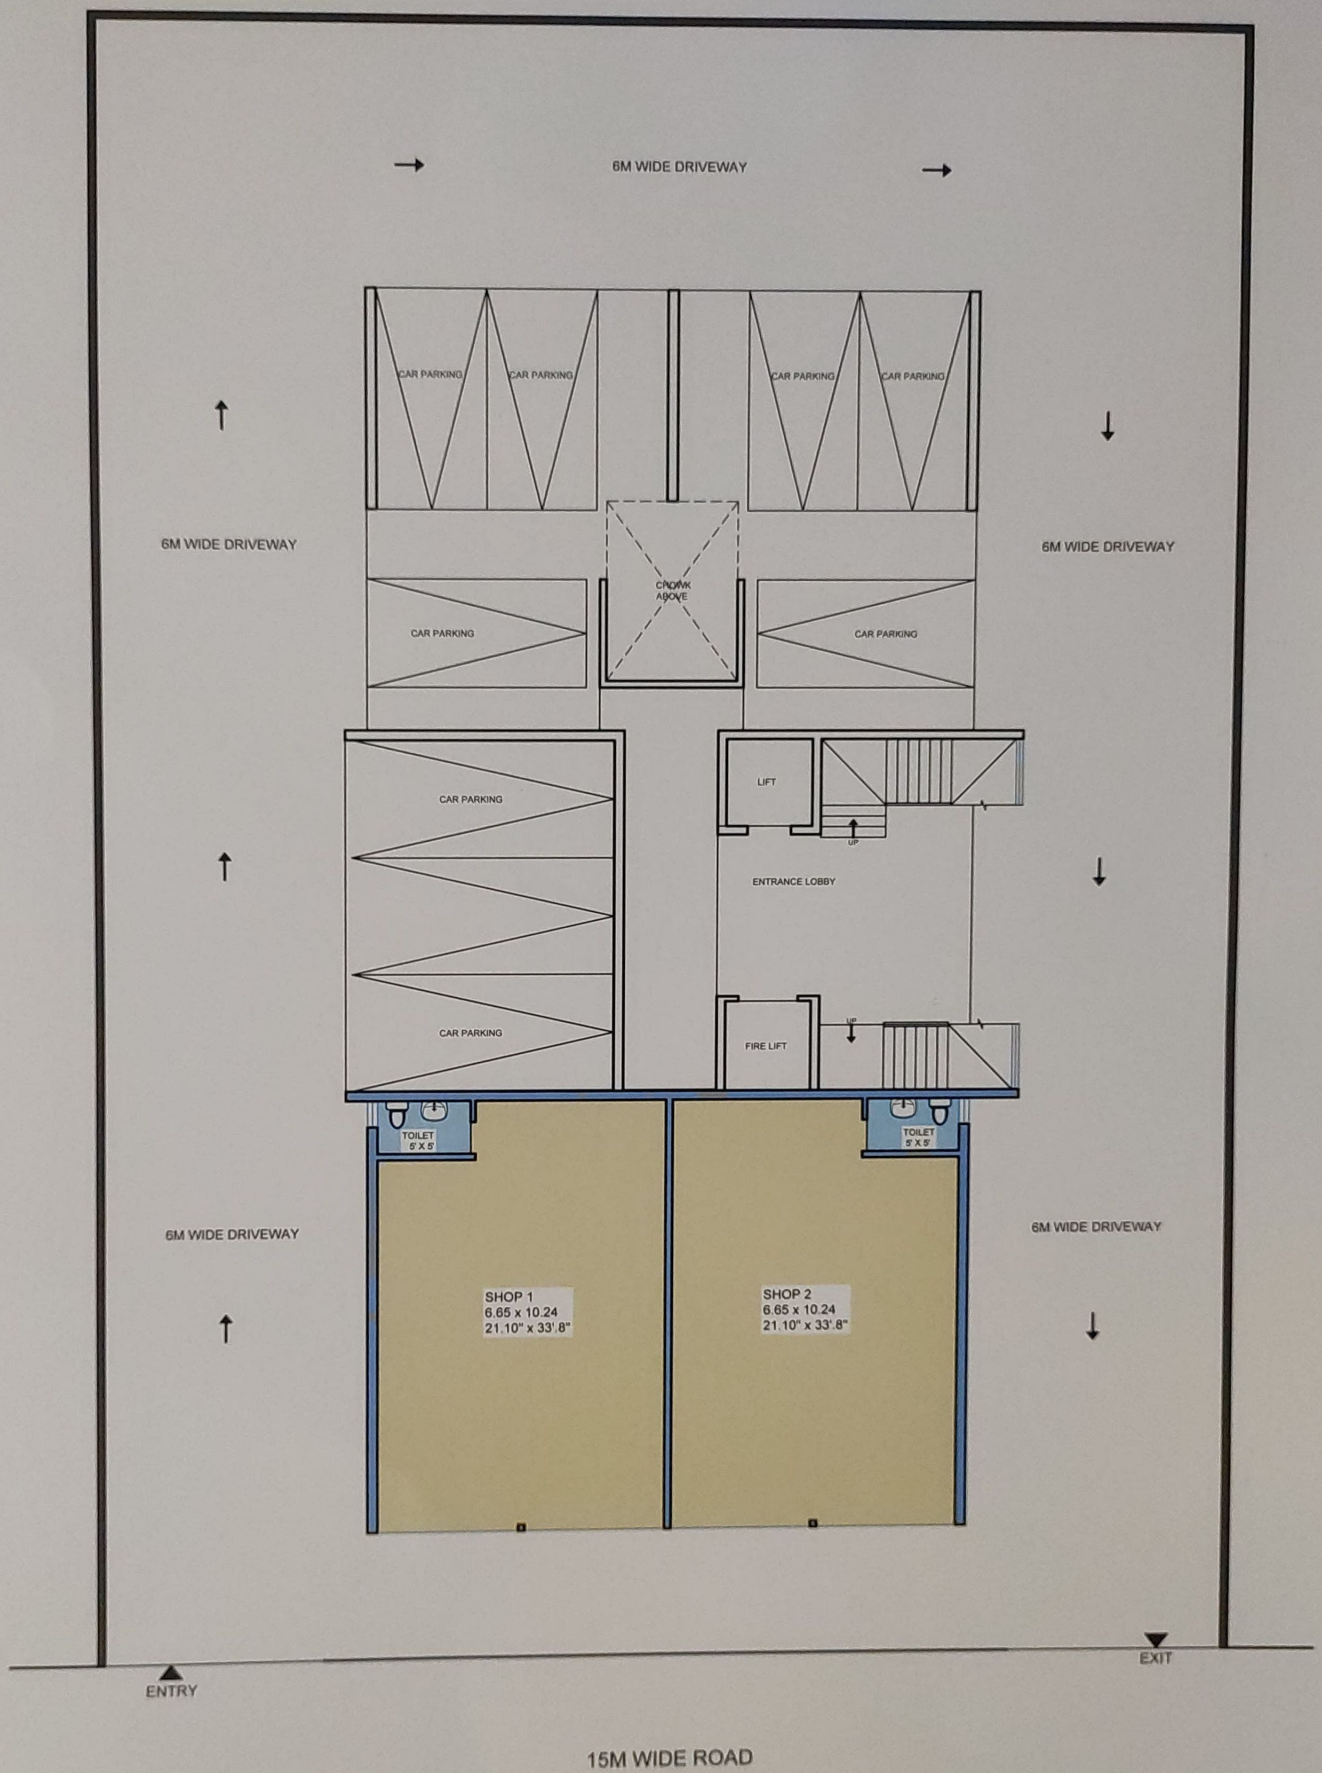 6M WIDE DRIVEWAY
CAR PARKING
CAR PARKING
CAR PARKING
CAR PARKING
6M WIDE DRIVEWAY
6M WIDE DRIVEWAY
CHOWK
ABOVE
CAR PARKING
CAR PARKING
CAR PARKING
LIFT
UP
ENTRANCE LOBBY
UP
CAR PARKING
FIRE LIFT
TOILET
5' X 5'
TOILET
5' X 5'
6M WIDE DRIVEWAY
6M WIDE DRIVEWAY
SHOP 1
6.65 x 10.24
21.10" x 33'.8"
SHOP 2
6.65 x 10.24
21.10" x 33'.8"
ENTRY
EXIT
15M WIDE ROAD